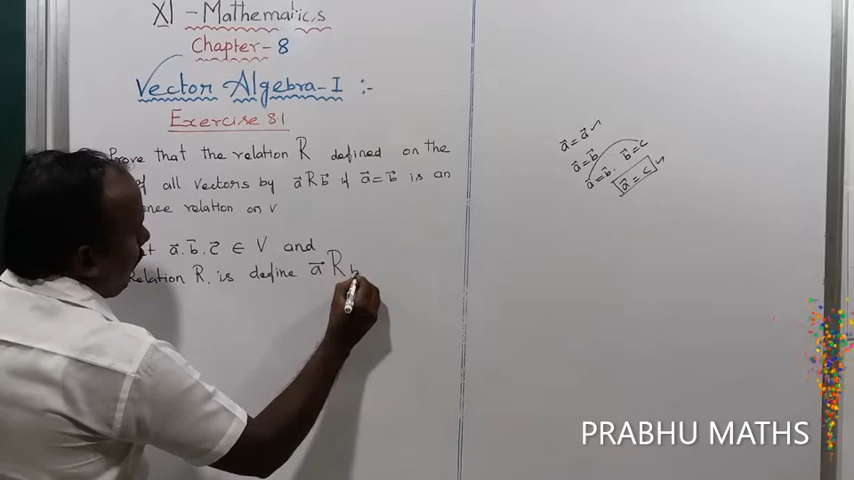 XI - Mathematics
Chapter - 8
Vector Algebra - I :-
Exercise 8.1
Prove that the relation R defined on the
of all vectors by a⃗ R b⃗ if a⃗ = b⃗ is an
relation on V
a⃗. b⃗. c⃗ ∈ V and
Relation R. is define a⃗ R b
a⃗ = a⃗ ✓
a⃗ = b⃗
a⃗ = b⃗. b⃗ = c
a⃗ = c
PRABHU MATHS